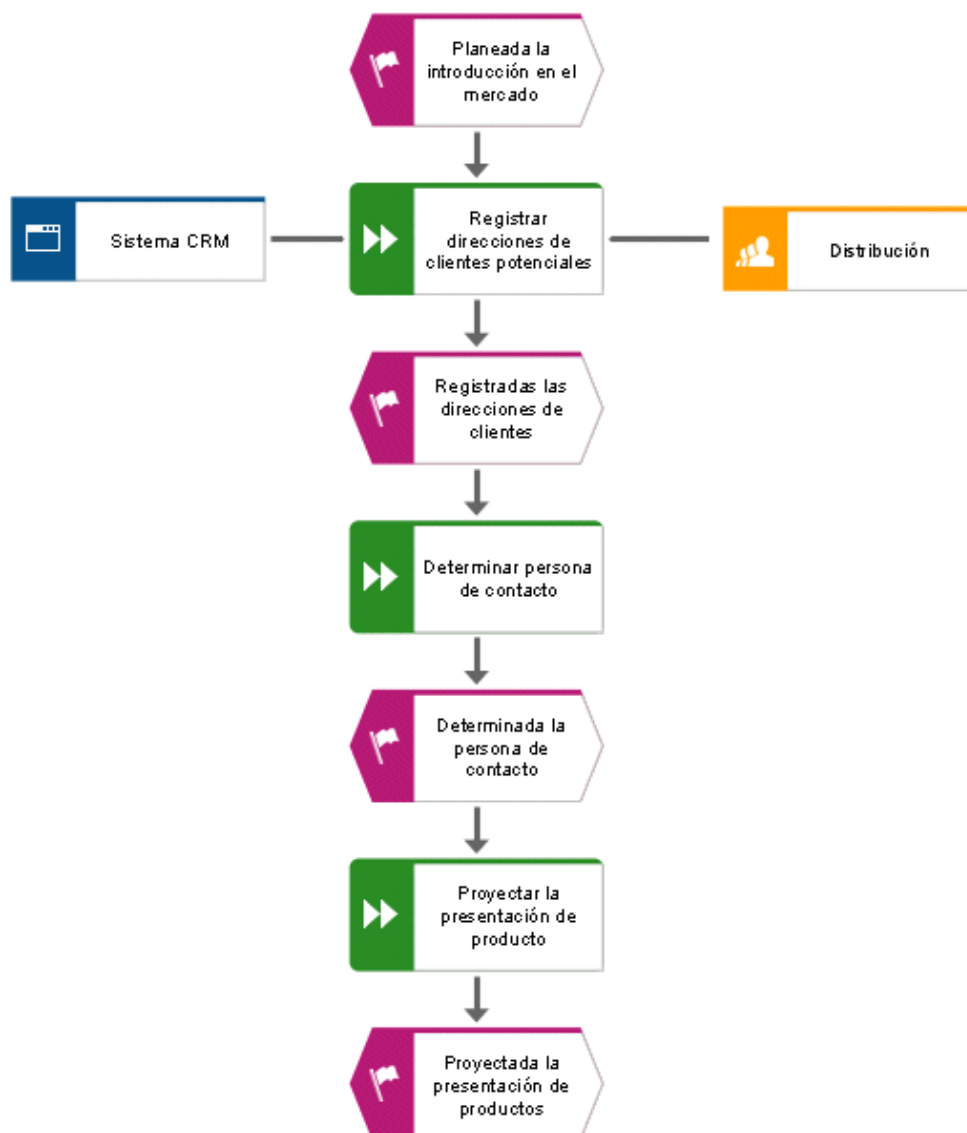 Planeada la
introducción en el
mercado
Sistema CRM
Registrar
direcciones de
clientes potenciales
Distribución
Registradas las
direcciones de
clientes
Determinar persona
de contacto
Determinada la
persona de
contacto
Proyectar la
presentación de
producto
Proyectada la
presentación de
productos